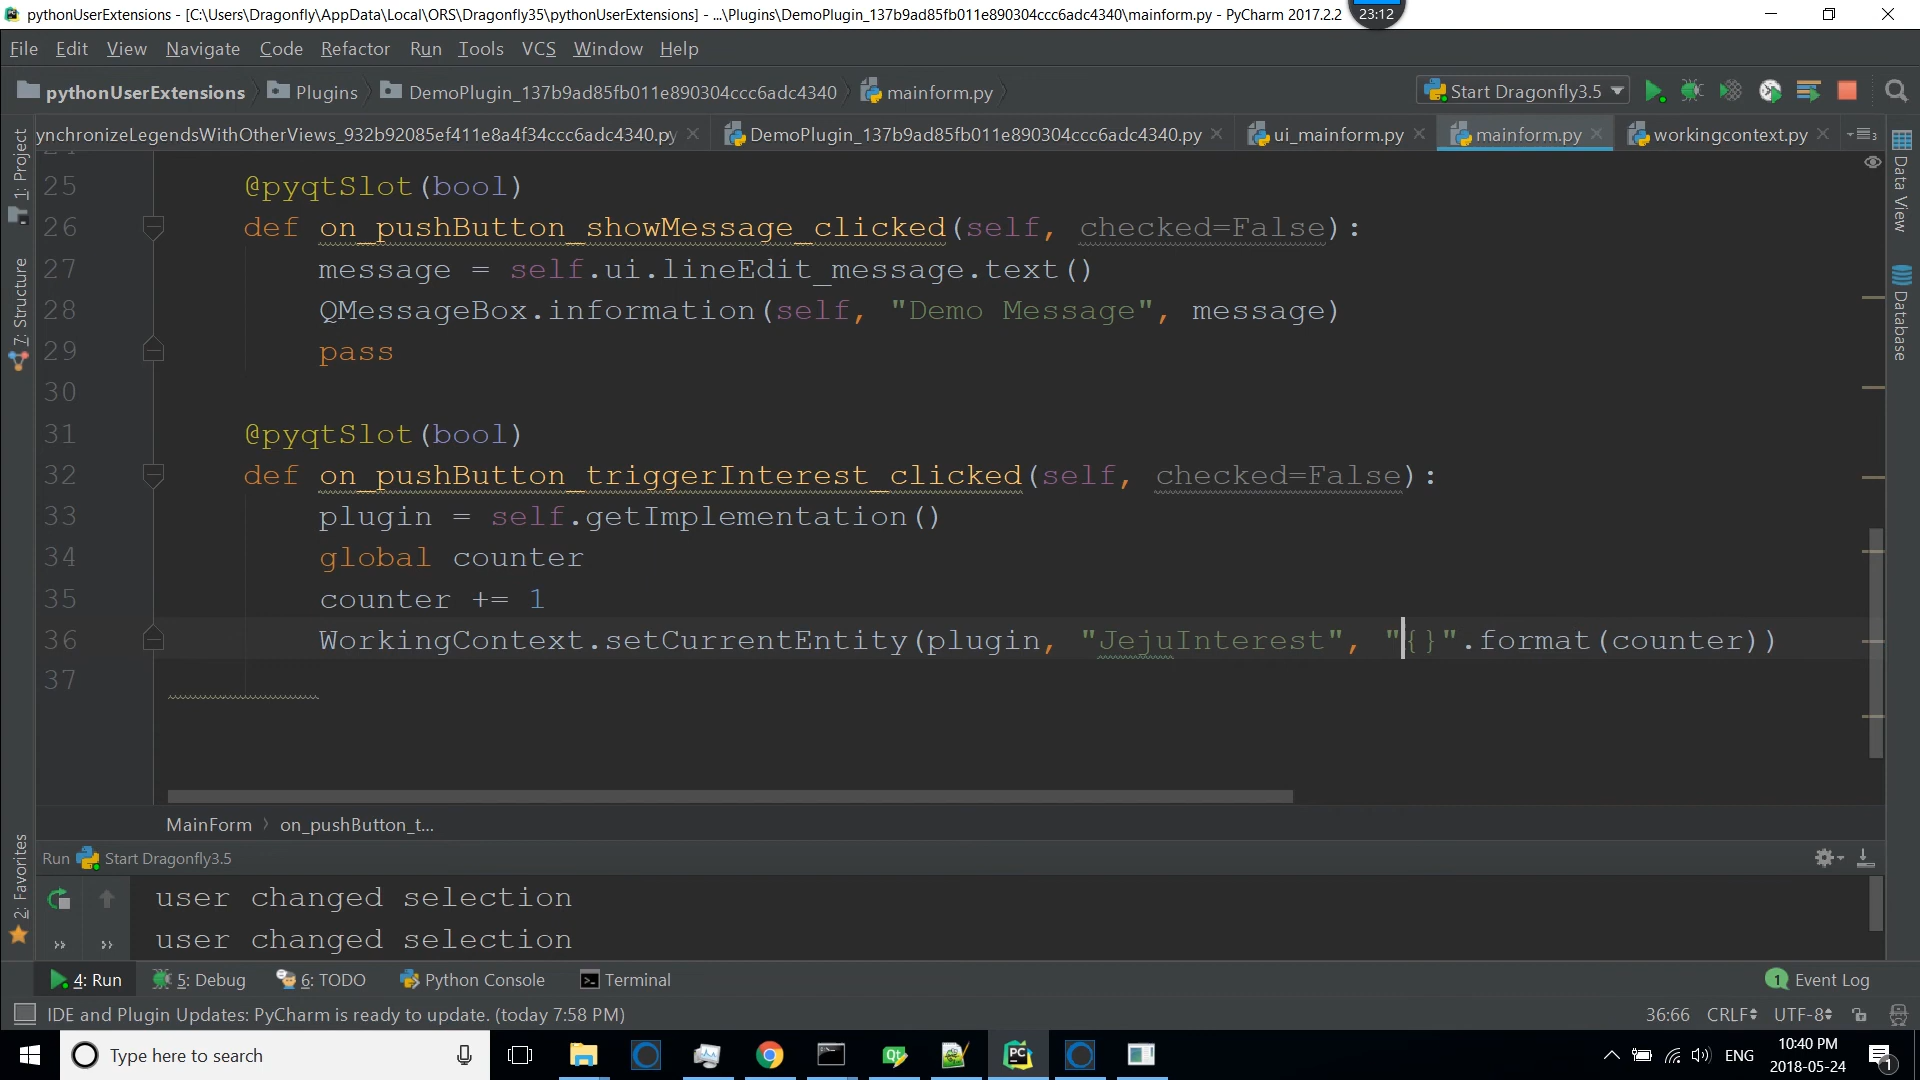 pythonUserExtensions - [C:\Users\Dragonfly\AppData\Local\ORS\Dragonfly35\pythonUserExtensions] - ...\Plugins\DemoPlugin_137b9ad85fb011e890304ccc6adc4340\mainform.py - PyCharm 2017.2.2
23:12
File Edit View Navigate Code Refactor Run Tools VCS Window Help
pythonUserExtensions Plugins DemoPlugin_137b9ad85fb011e890304ccc6adc4340 mainform.py Start Dragonfly3.5
ynchronizeLegendsWithOtherViews_932b92085ef411e8a4f34ccc6adc4340.py DemoPlugin_137b9ad85fb011e890304ccc6adc4340.py ui_mainform.py mainform.py workingcontext.py
1: Project
7: Structure
2: Favorites
Data View
Database
25 @pyqtSlot(bool)
26 def on_pushButton_showMessage_clicked(self, checked=False):
27 message = self.ui.lineEdit_message.text()
28 QMessageBox.information(self, "Demo Message", message)
29 pass
30
31 @pyqtSlot(bool)
32 def on_pushButton_triggerInterest_clicked(self, checked=False):
33 plugin = self.getImplementation()
34 global counter
35 counter += 1
36 WorkingContext.setCurrentEntity(plugin, "JejuInterest", "{}".format(counter))
37
MainForm on_pushButton_t...
Run Start Dragonfly3.5
user changed selection
user changed selection
4: Run 5: Debug 6: TODO Python Console Terminal 1 Event Log
IDE and Plugin Updates: PyCharm is ready to update. (today 7:58 PM) 36:66 CRLF UTF-8
Type here to search ENG 10:40 PM
2018-05-24
1